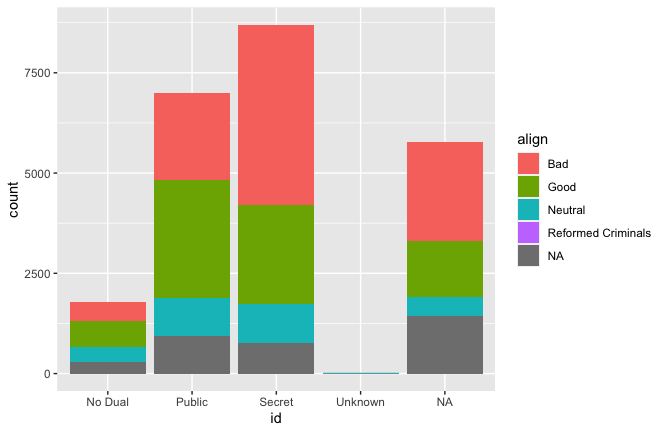 7500
5000
2500
0
count
No Dual Public Secret Unknown NA
id
align
Bad
Good
Neutral
Reformed Criminals
NA